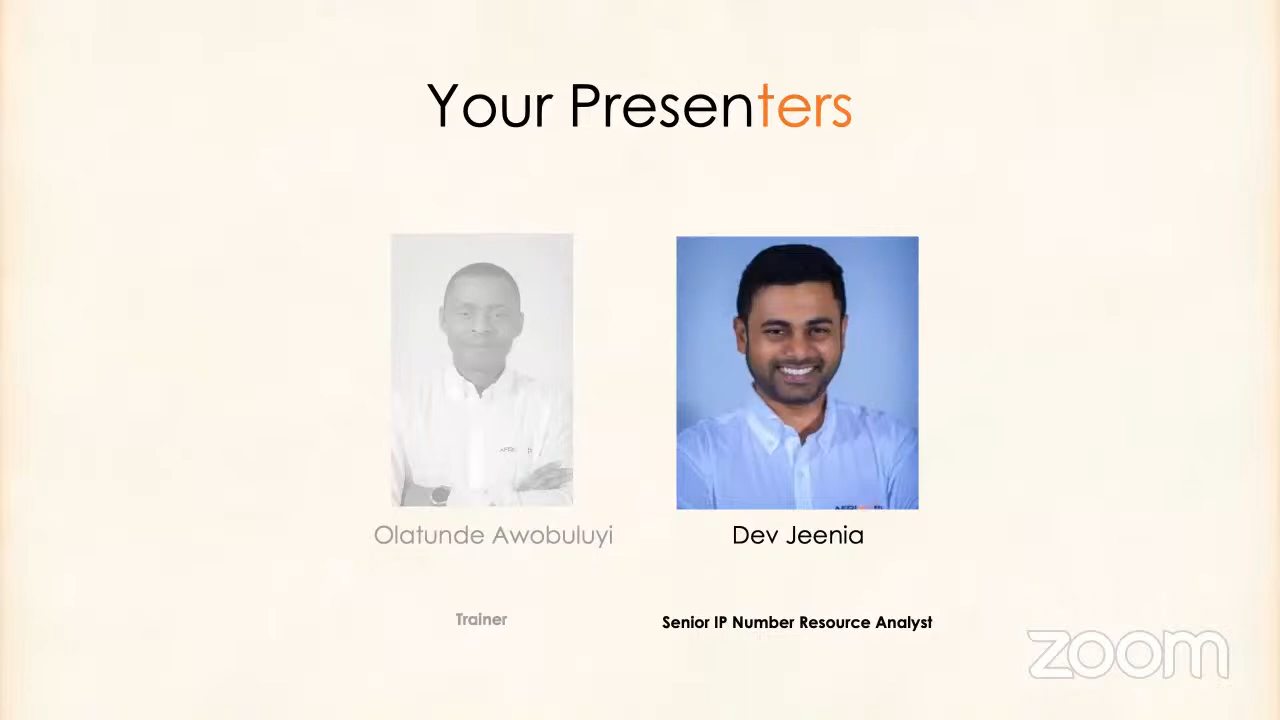 Your Presenters
Olatunde Awobuluyi
Dev Jeenia
Trainer
Senior IP Number Resource Analyst
zoom